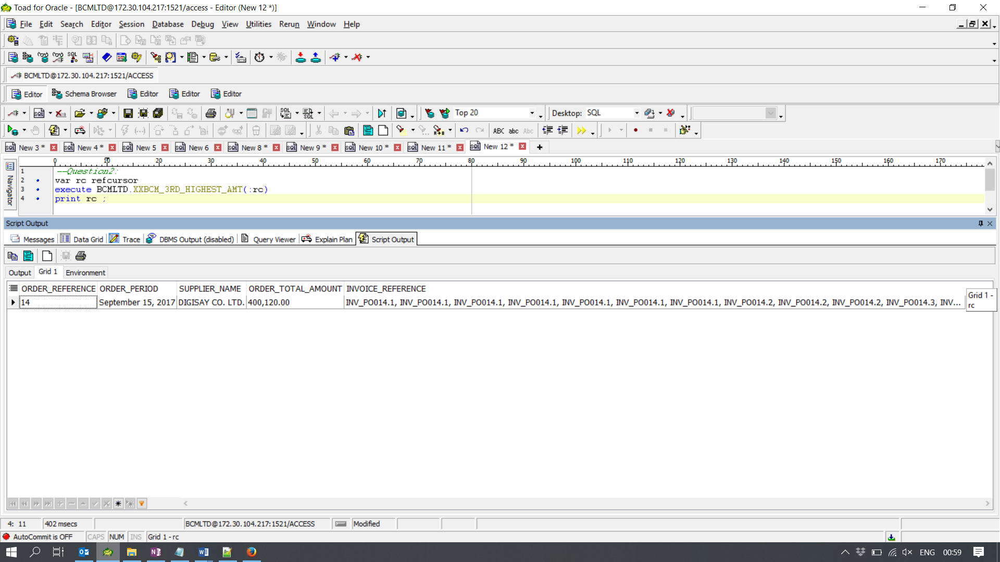 Toad for Oracle - [BCMLTD@172.30.104.217:1521/access - Editor (New 12 *)]
File Edit Search Editor Session Database Debug View Utilities Rerun Window Help
BCMLTD@172.30.104.217:1521/ACCESS
Editor Schema Browser Editor Editor Editor
Top 20 Desktop: SQL
New 3 * New 4 * New 5 New 6 New 8 * New 9 * New 10 * New 11 * New 12 *
0 10 20 30 40 50 60 70 80 90 100 110 120 130 140 150 160 170
Navigator
1 --Question2:
2 var rc refcursor
3 execute BCMLTD.XXBCM_3RD_HIGHEST_AMT(:rc)
4 print rc ;
Script Output
Messages Data Grid Trace DBMS Output (disabled) Query Viewer Explain Plan Script Output
Output Grid 1 Environment
ORDER_REFERENCE ORDER_PERIOD SUPPLIER_NAME ORDER_TOTAL_AMOUNT INVOICE_REFERENCE
14 September 15, 2017 DIGISAY CO. LTD. 400,120.00 INV_PO014.1, INV_PO014.1, INV_PO014.1, INV_PO014.1, INV_PO014.1, INV_PO014.1, INV_PO014.1, INV_PO014.2, INV_PO014.2, INV_PO014.2, INV_PO014.3, INV...
Grid 1 -
rc
4: 11 402 msecs BCMLTD@172.30.104.217:1521/ACCESS Modified
AutoCommit is OFF CAPS NUM INS Grid 1 - rc
ENG 00:59